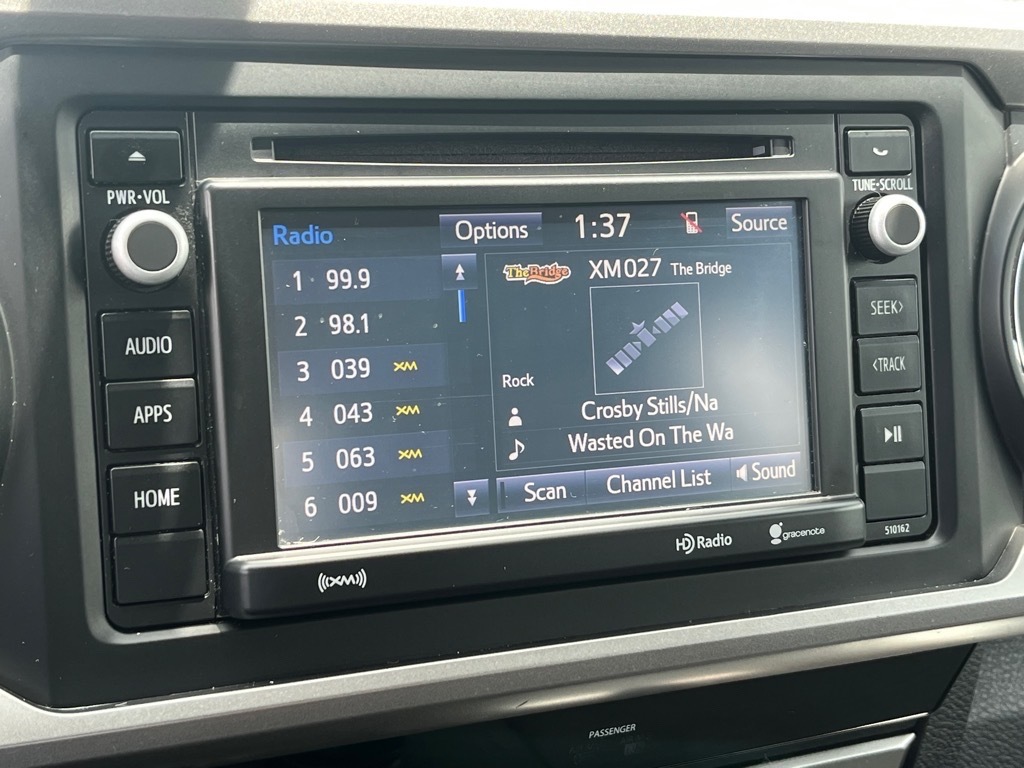 PWR•VOL
AUDIO
APPS
HOME
Radio
Options
1:37
Source
1 99.9
2 98.1
3 039 XM
4 043 XM
5 063 XM
6 009 XM
TheBridge XM027 The Bridge
Rock
Crosby Stills/Na
Wasted On The Wa
Scan
Channel List
Sound
TUNE•SCROLL
SEEK>
<TRACK
510162
((XM))
HD Radio
gracenote
PASSENGER